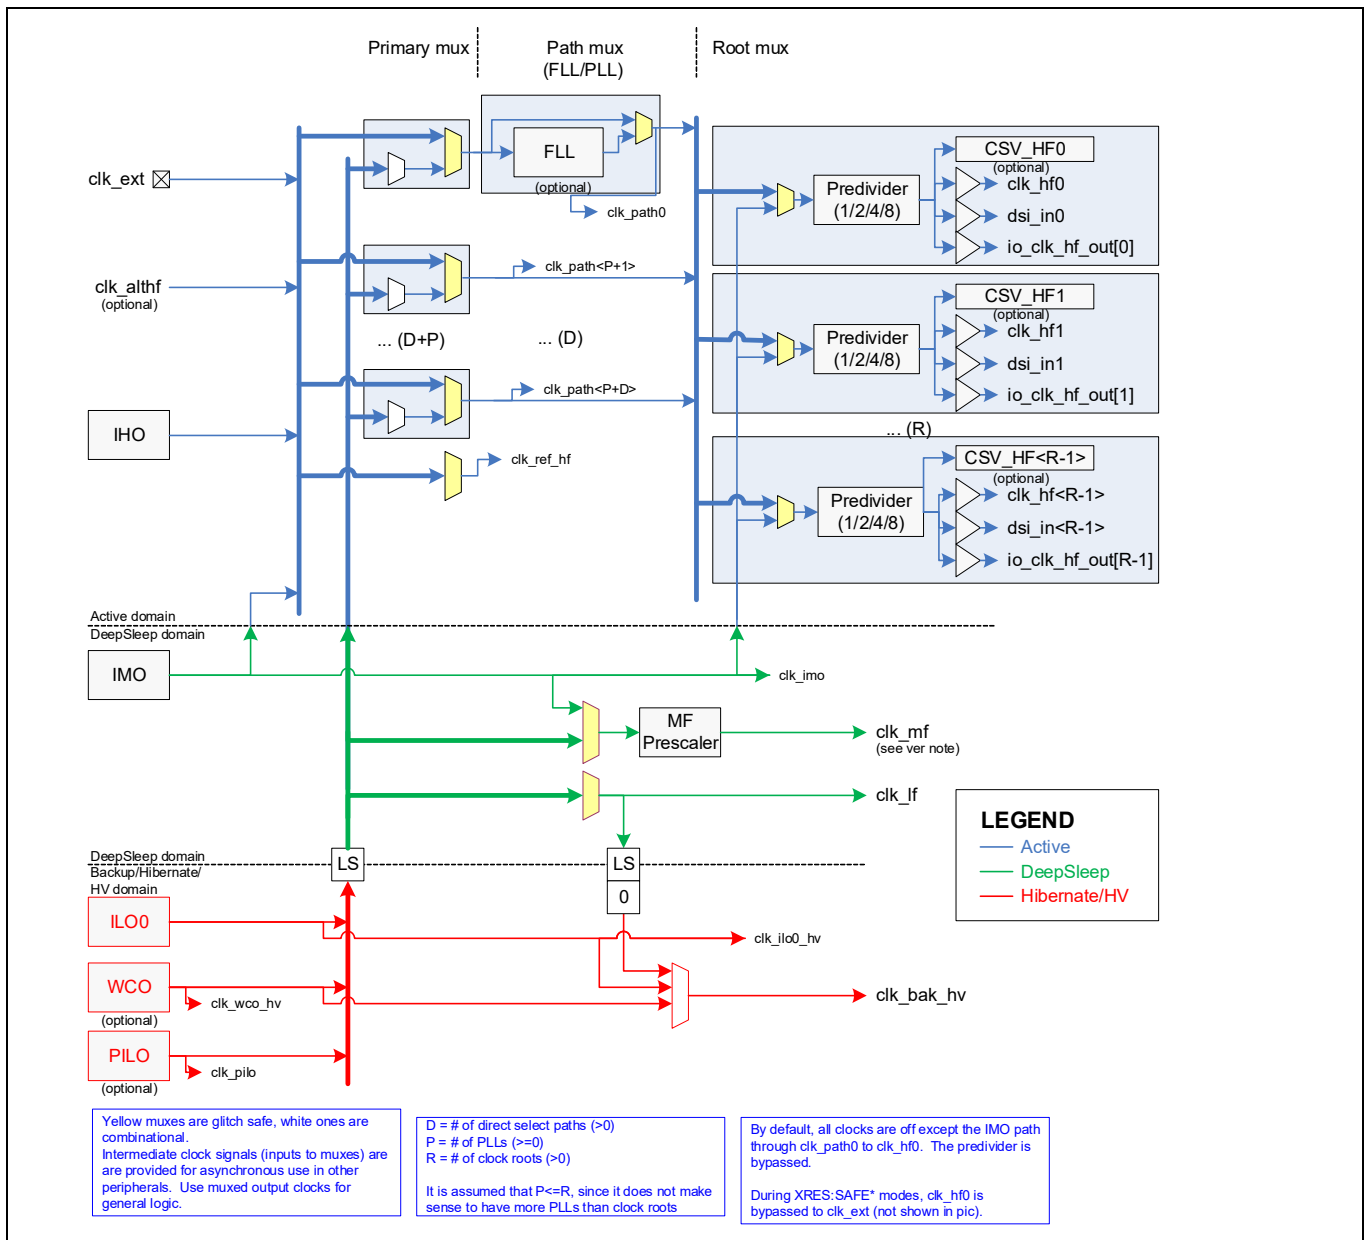 Primary mux
Path mux
(FLL/PLL)
Root mux
clk_ext
FLL
(optional)
clk_path0
CSV_HF0
(optional)
Predivider
(1/2/4/8)
clk_hf0
dsi_in0
io_clk_hf_out[0]
clk_althf
(optional)
clk_path<P+1>
... (D+P)
... (D)
clk_path<P+D>
CSV_HF1
(optional)
Predivider
(1/2/4/8)
clk_hf1
dsi_in1
io_clk_hf_out[1]
... (R)
IHO
clk_ref_hf
CSV_HF<R-1>
(optional)
Predivider
(1/2/4/8)
clk_hf<R-1>
dsi_in<R-1>
io_clk_hf_out[R-1]
Active domain
DeepSleep domain
IMO
clk_imo
MF
Prescaler
clk_mf
(see ver note)
clk_lf
LEGEND
Active
DeepSleep
Hibernate/HV
DeepSleep domain
Backup/Hibernate/
HV domain
LS
LS
0
ILO0
clk_ilo0_hv
WCO
(optional)
clk_wco_hv
clk_bak_hv
PILO
(optional)
clk_pilo
Yellow muxes are glitch safe, white ones are
combinational.
Intermediate clock signals (inputs to muxes) are
are provided for asynchronous use in other
peripherals. Use muxed output clocks for
general logic.
D = # of direct select paths (>0)
P = # of PLLs (>=0)
R = # of clock roots (>0)
It is assumed that P<=R, since it does not make
sense to have more PLLs than clock roots
By default, all clocks are off except the IMO path
through clk_path0 to clk_hf0. The predivider is
bypassed.
During XRES:SAFE* modes, clk_hf0 is
bypassed to clk_ext (not shown in pic).